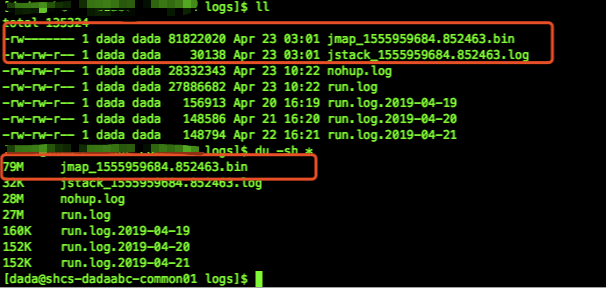 logs]$ ll
total 135324
-rw------- 1 dada dada 81822020 Apr 23 03:01 jmap_1555959684.852463.bin
-rw-rw-r-- 1 dada dada    30138 Apr 23 03:01 jstack_1555959684.852463.log
-rw-rw-r-- 1 dada dada 28332343 Apr 23 10:22 nohup.log
-rw-rw-r-- 1 dada dada 27886682 Apr 23 10:22 run.log
-rw-rw-r-- 1 dada dada   156913 Apr 20 16:19 run.log.2019-04-19
-rw-rw-r-- 1 dada dada   148586 Apr 21 16:20 run.log.2019-04-20
-rw-rw-r-- 1 dada dada   148794 Apr 22 16:21 run.log.2019-04-21
logs]$ du -sh *
79M jmap_1555959684.852463.bin
32K jstack_1555959684.852463.log
28M nohup.log
27M run.log
160K run.log.2019-04-19
152K run.log.2019-04-20
152K run.log.2019-04-21
[dada@shcs-dadaabc-common01 logs]$